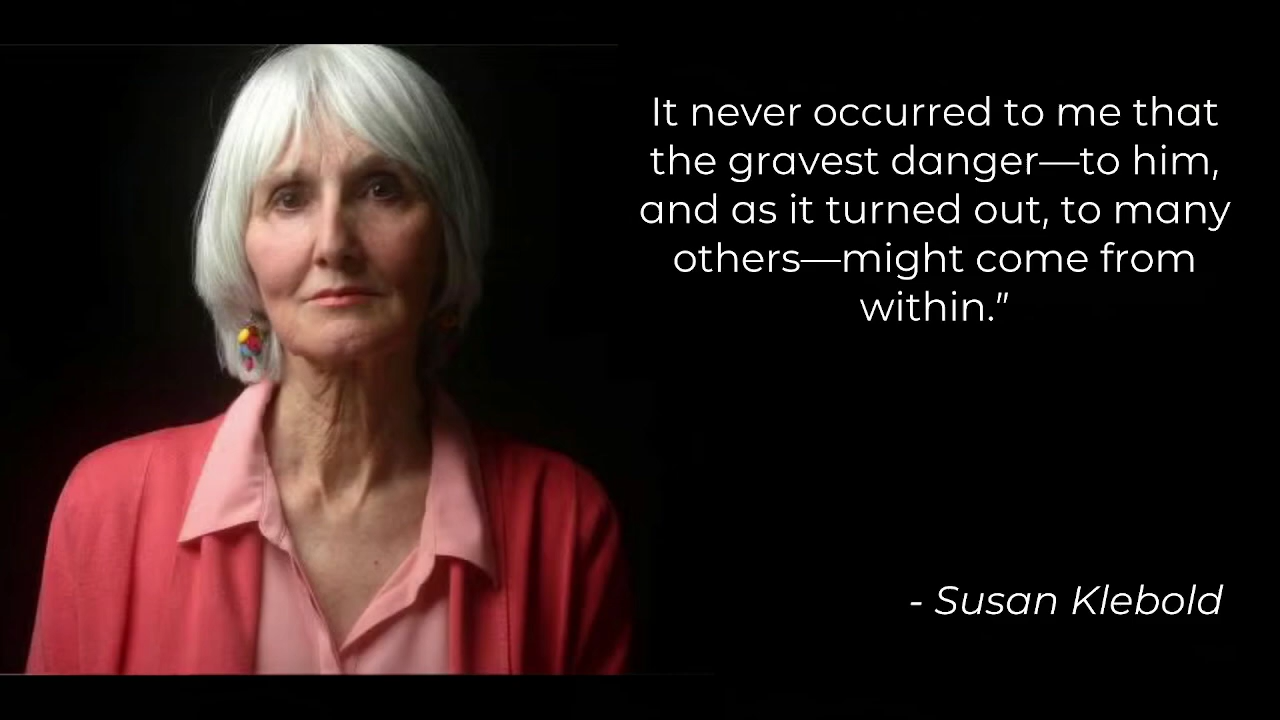 It never occurred to me that
the gravest danger—to him,
and as it turned out, to many
others—might come from
within.”
- Susan Klebold